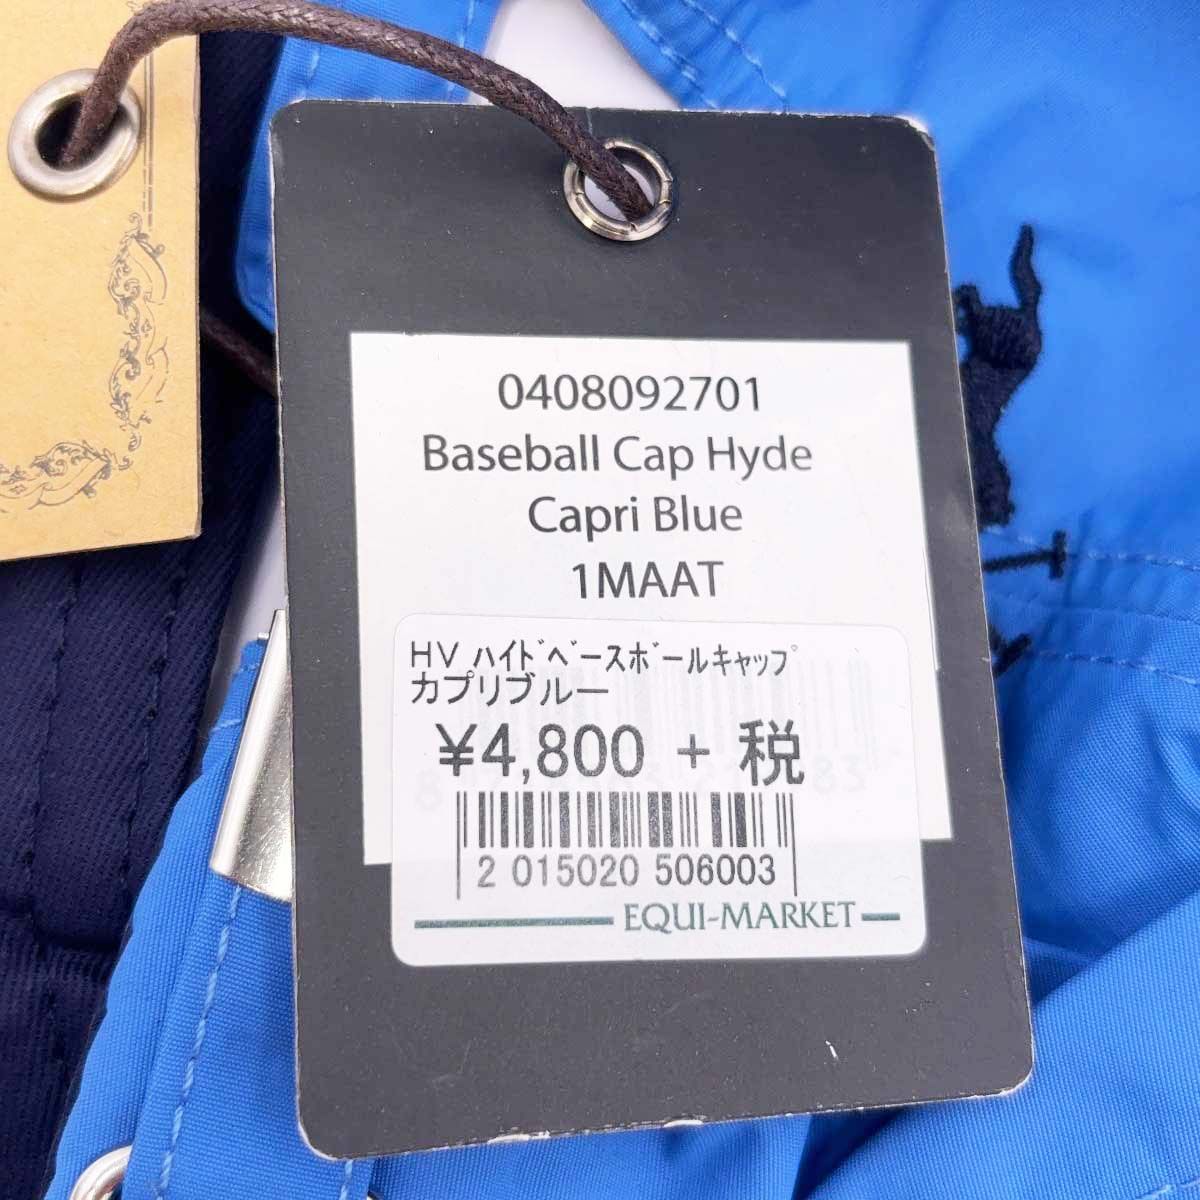 0408092701
Baseball Cap Hyde
Capri Blue
1MAAT
HV ﾊｲﾄﾞﾍﾞｰｽﾎﾞｰﾙｷｬｯﾌﾟ
カプリブルー
¥4,800 + 税
2 015020 506003
EQUI-MARKET